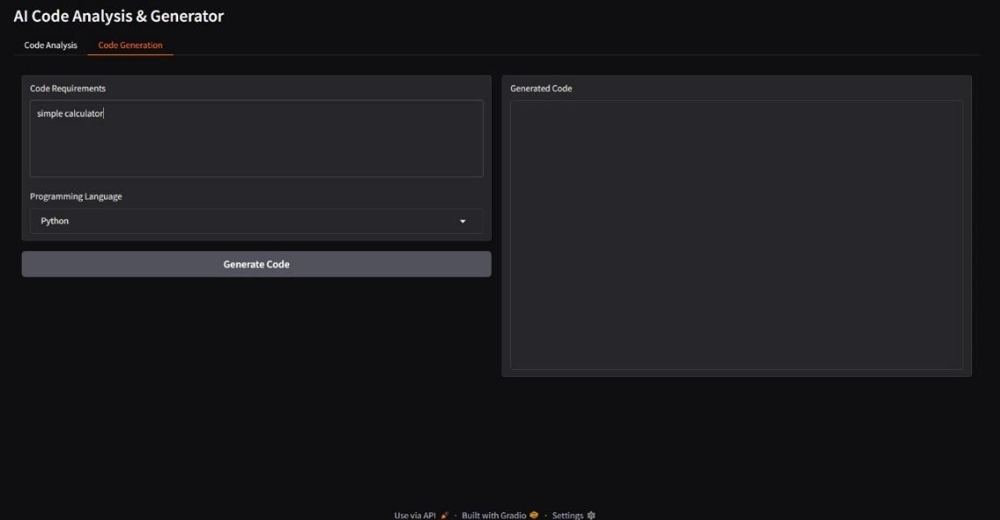 AI Code Analysis & Generator
Code Analysis
Code Generation
Code Requirements
simple calculator
Programming Language
Python
Generate Code
Generated Code
Use via API · Built with Gradio · Settings